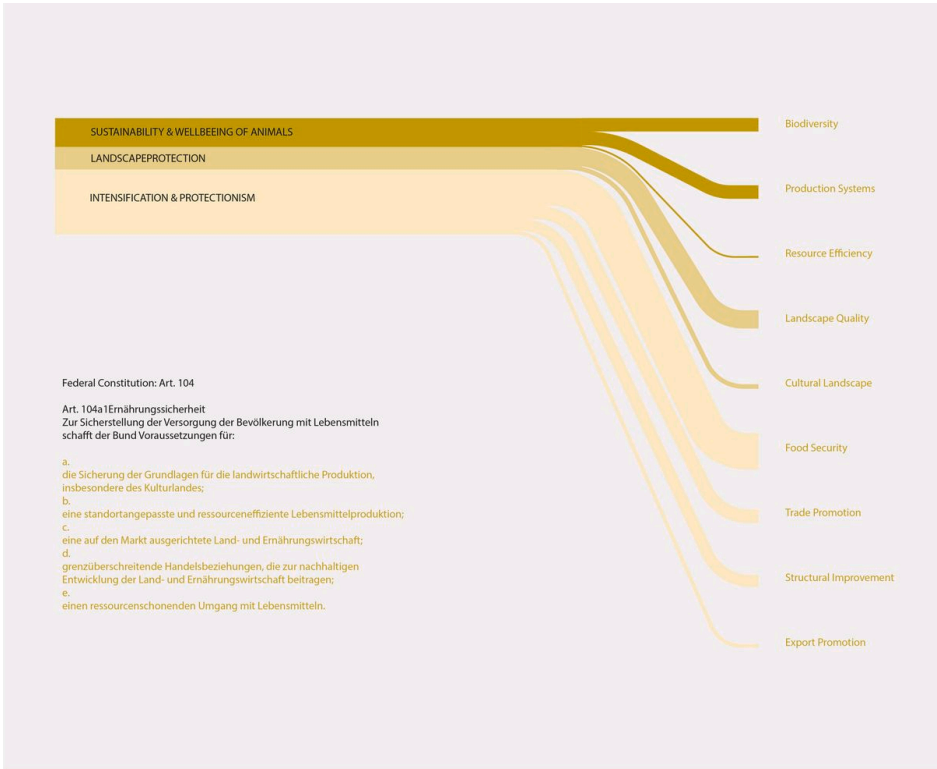 SUSTAINABILITY & WELLBEEING OF ANIMALS
LANDSCAPEPROTECTION
INTENSIFICATION & PROTECTIONISM
Biodiversity
Production Systems
Resource Efficiency
Landscape Quality
Cultural Landscape
Food Security
Trade Promotion
Structural Improvement
Export Promotion
Federal Constitution: Art. 104
Art. 104a1Ernährungssicherheit
Zur Sicherstellung der Versorgung der Bevölkerung mit Lebensmitteln
schafft der Bund Voraussetzungen für:
a.
die Sicherung der Grundlagen für die landwirtschaftliche Produktion,
insbesondere des Kulturlandes;
b.
eine standortangepasste und ressourceneffiziente Lebensmittelproduktion;
c.
eine auf den Markt ausgerichtete Land- und Ernährungswirtschaft;
d.
grenzüberschreitende Handelsbeziehungen, die zur nachhaltigen
Entwicklung der Land- und Ernährungswirtschaft beitragen;
e.
einen ressourcenschonenden Umgang mit Lebensmitteln.